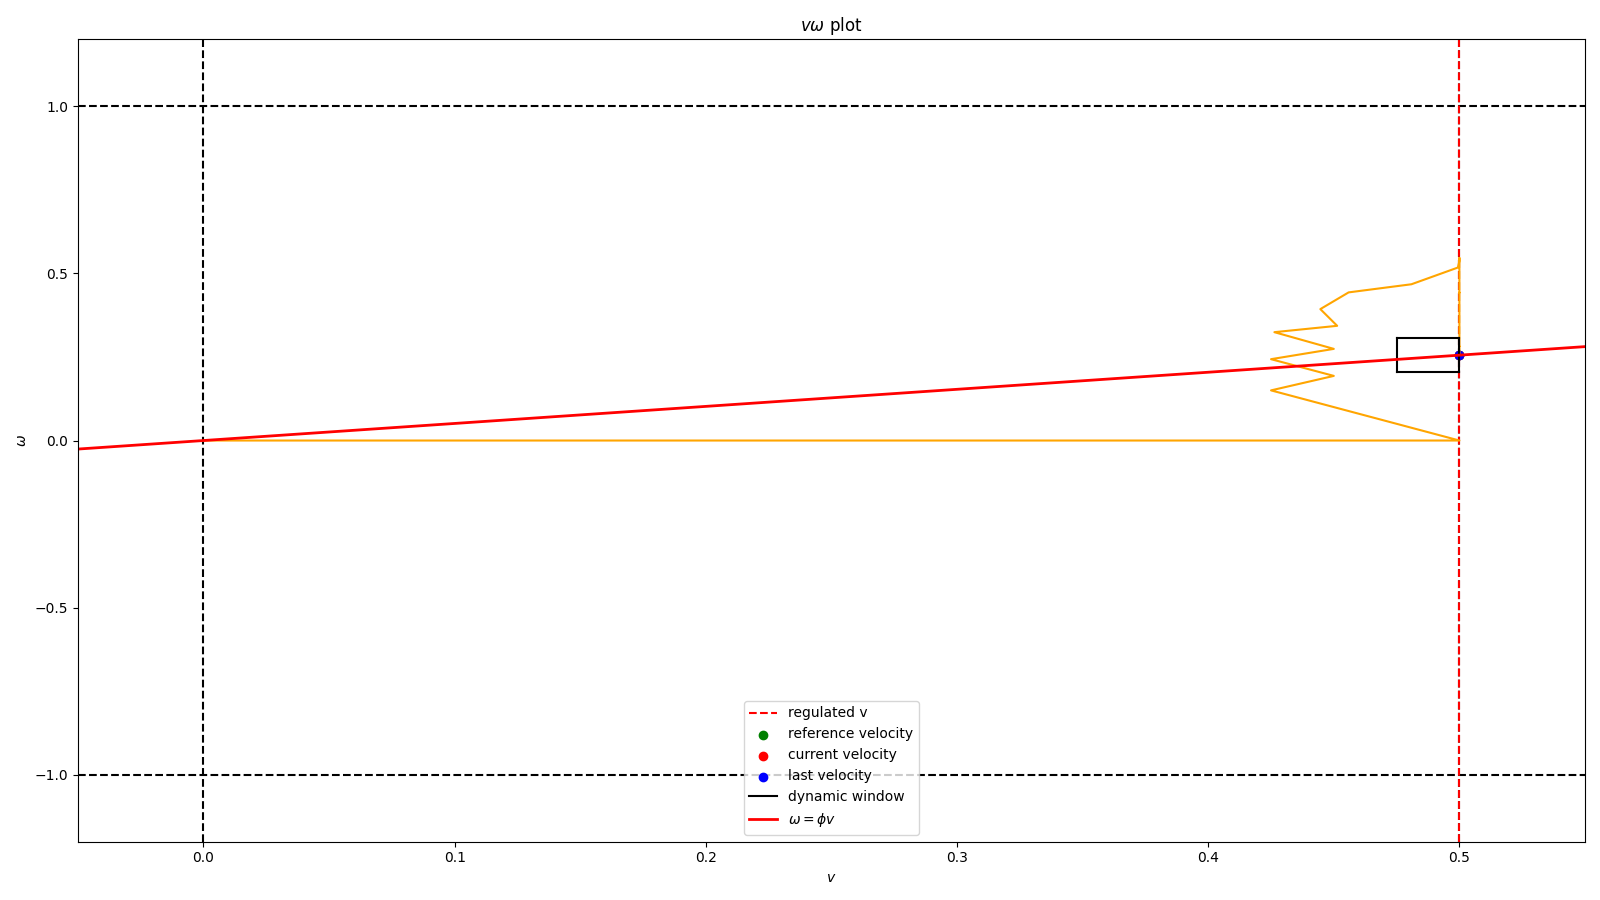 vω plot
1.0
0.5
0.0
−0.5
−1.0
ω
0.0 0.1 0.2 0.3 0.4 0.5
v
regulated v
reference velocity
current velocity
last velocity
dynamic window
ω = ϕv